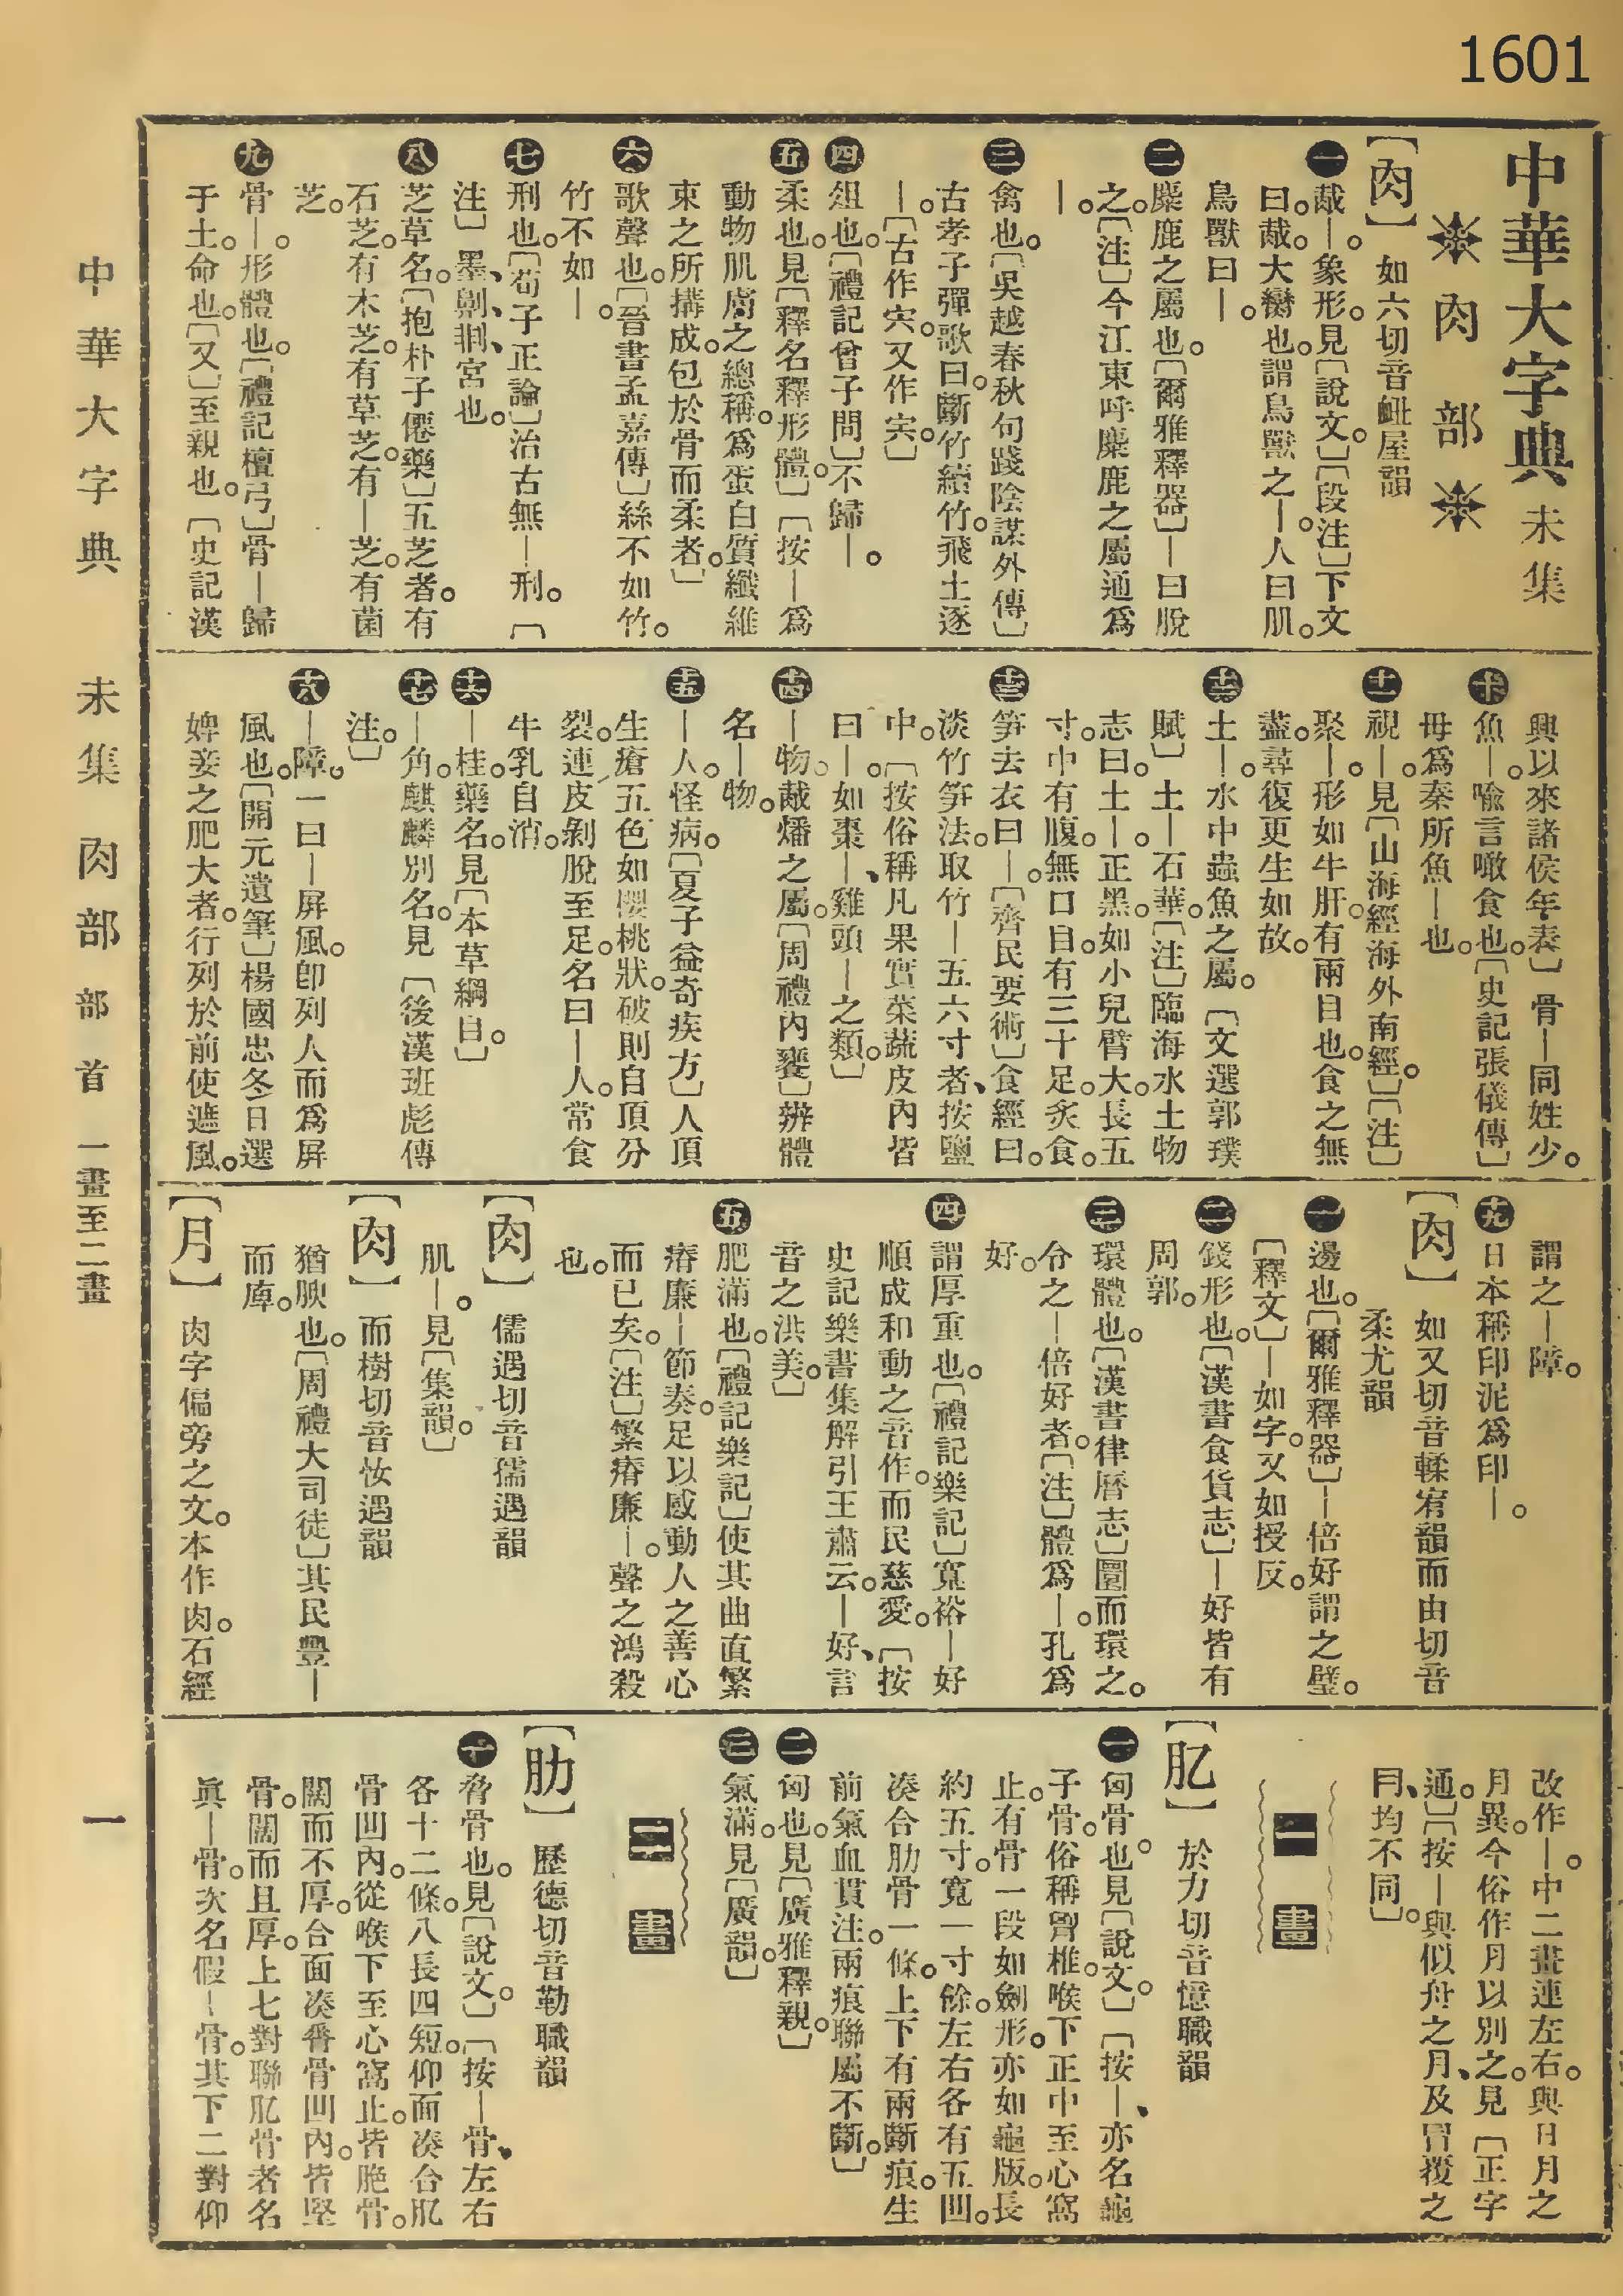 1601
中華大字典 未集
肉部
【肉】 如六切音衄屋韻
㊀胾｜。象形。見〔說文。〕〔段注〕下文
曰胾。大臠也。謂鳥獸之｜。人曰肌。
鳥獸曰｜。
㊁麋鹿之屬也。〔爾雅釋器〕｜曰脫
之。〔注〕今江東呼麋鹿之屬通爲
｜。
㊂禽也。〔吳越春秋句踐陰謀外傳〕
古孝子彈歌曰。斷竹續竹。飛土逐
｜。〔古作宍。又作宍。〕
㊃俎也。〔禮記曾子問〕不歸｜。
㊄柔也。見〔釋名釋形體。〕〔按｜爲
動物肌膚之總稱。爲蛋白質纖維
束之所搆成。包於骨而柔者。〕
㊅歌聲也。〔晉書孟嘉傳〕絲不如竹。
竹不如｜。
㊆刑也。〔荀子正論〕治古無｜刑。〔
注〕墨、劓、剕、宮也。
㊇芝草名。〔抱朴子僊藥〕五芝者。有
石芝。有木芝。有草芝。有｜芝。有菌
芝。
㊈骨｜。形體也。〔禮記檀弓〕骨｜歸
于土。命也。〔又〕至親也。〔史記漢
興以來諸侯年表〕骨｜同姓少。
㊉魚｜。喩言噉食也。〔史記張儀傳〕
毋爲秦所魚｜也。
十一視｜。見〔山海經海外南經。〕〔注〕
聚｜。形如牛肝。有兩目也。食之無
盡。尋復更生如故。
十二土｜。水中蟲魚之屬。〔文選郭璞
賦〕土｜石華。〔注〕臨海水土物
志曰。土｜。正黑。如小兒臂大。長五
寸。中有腹。無口目。有三十足。炙食。
十三笋去衣曰｜。〔齊民要術〕食經曰。
淡竹笋法。取竹｜五六寸者、按鹽
中。〔按俗稱凡果實菜蔬皮內皆
曰｜。如棗｜、雞頭｜之類。〕
十四｜物。胾燔之屬。〔周禮內饔〕辨體
名｜物。
十五｜人。怪病。〔夏子益奇疾方〕人頂
生瘡五色如櫻桃狀。破則自頂分
裂。連皮剝脫至足。名曰｜人。常食
牛乳自消。
十六｜桂。藥名。見〔本草綱目。〕
十七｜角。麒麟別名。見〔後漢班彪傳
注。〕
十八｜障。一曰｜屏風。卽列人而爲屏
風也。〔開元遺筆〕楊國忠冬日選
婢妾之肥大者。行列於前使遮風。
謂之｜障。
十九日本稱印泥爲印｜。
【肉】 如又切音輮宥韻而由切音
柔尤韻
㊀邊也。〔爾雅釋器〕｜倍好謂之璧。
〔釋文〕｜如字。又如授反。
㊁錢形也。〔漢書食貨志〕｜好皆有
周郭。
㊂環體也。〔漢書律曆志〕圜而環之。
令之｜倍好者。〔注〕體爲｜。孔爲
好。
㊃謂厚重也。〔禮記樂記〕寬裕｜好
順成和動之音作。而民慈愛。〔按
史記樂書集解引王肅云。｜好、言
音之洪美。〕
㊄肥滿也。〔禮記樂記〕使其曲直繁
瘠廉｜節奏。足以感動人之善心
而已矣。〔注〕繁瘠廉｜。聲之鴻殺
也。
【肉】 儒遇切音孺遇韻
肌｜。見〔集韻。〕
【肉】 而樹切音㳶遇韻
猶腴也。〔周禮大司徒〕其民豐｜
而庳。
【月】 肉字偏旁之文。本作肉。石經
改作｜。中二畫連左右。與日月之
月異。今俗作月以別之。見〔正字
通。〕〔按｜與似舟之月、及冒覆之
冃、均不同。〕
一畫
【肊】 於力切音憶職韻
㊀匈骨也。見〔說文。〕〔按｜、亦名龜
子骨。俗稱胸椎。喉下正中至心窩
止。有骨一段如劍形。亦如龜版。長
約五寸。寬一寸餘。左右各有五凹。
湊合肋骨一條。上下有兩斷痕。生
前氣血貫注。兩痕聯屬不斷。〕
㊁匈也。見〔廣雅釋親。〕
㊂氣滿。見〔廣韻。〕
二畫
【肋】 歷德切音勒職韻
㊉脅骨也。見〔說文。〕〔按｜骨、左右
各十二條。八長四短。仰面湊合肊
骨凹內。從喉下至心窩止。皆脆骨。
闊而不厚。合面湊脊骨凹內。皆堅
骨。闊而且厚。上七對聯肊骨者名
眞｜骨。次名假｜骨。其下二對仰
中華大字典 未集 肉部 部首 一畫至二畫
一